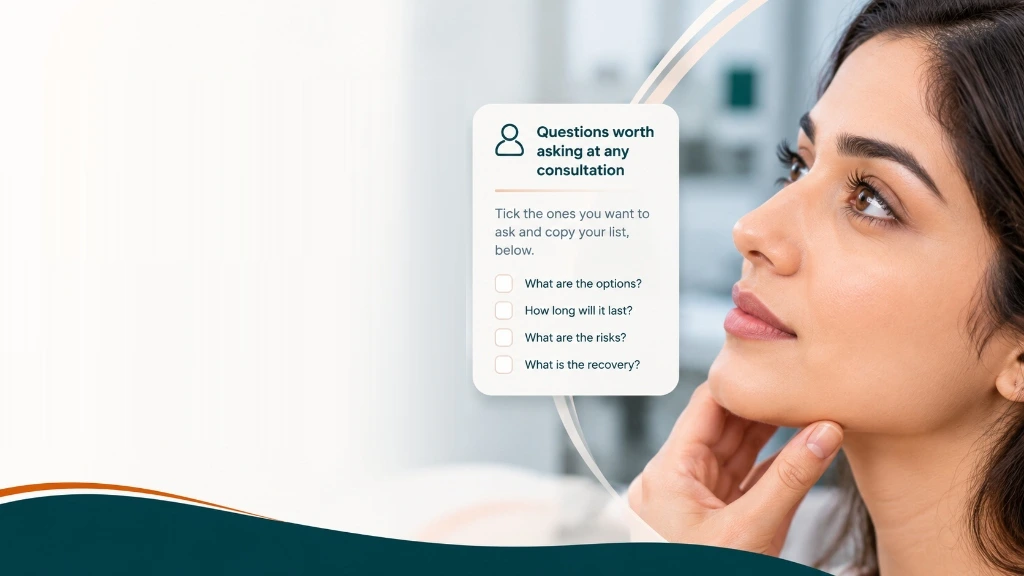 Questions worth
asking at any
consultation
Tick the ones you want to
ask and copy your list,
below.
What are the options?
How long will it last?
What are the risks?
What is the recovery?